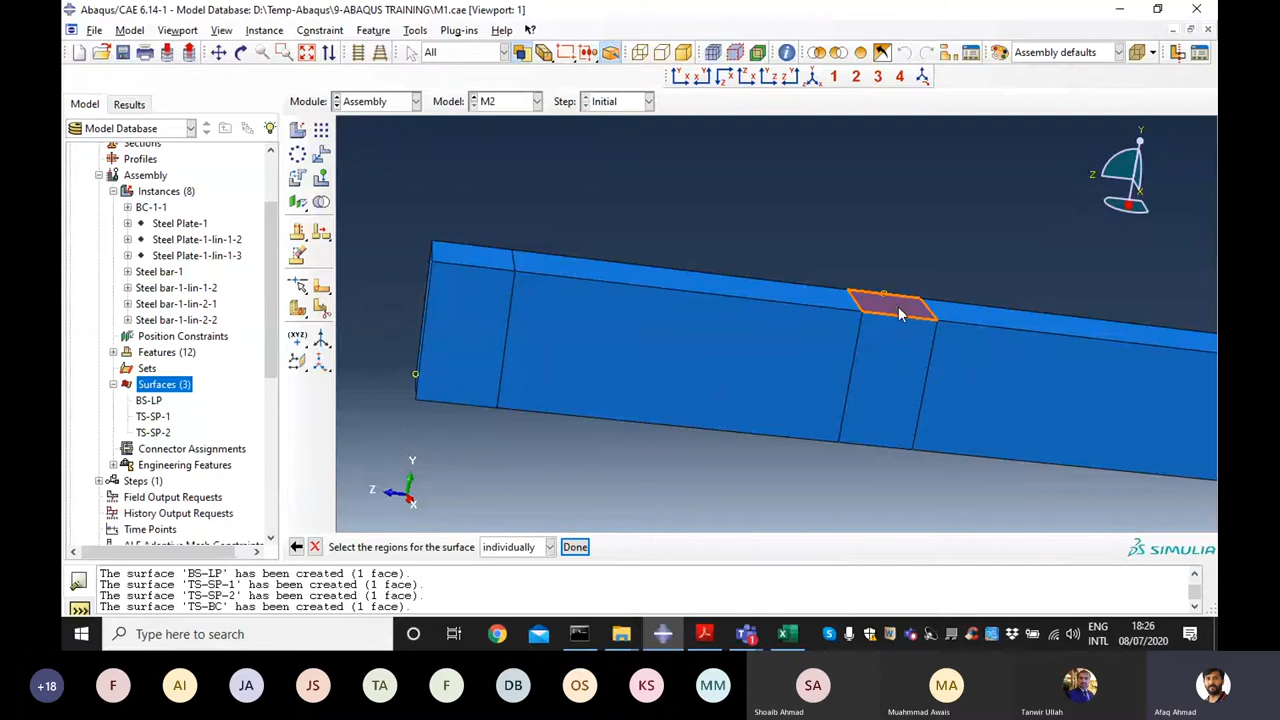 Abaqus/CAE 6.14-1 - Model Database: D:\Temp-Abaqus\9-ABAQUS TRAINING\M1.cae [Viewport: 1]
File Model Viewport View Instance Constraint Feature Tools Plug-ins Help
All
Assembly defaults
1 2 3 4
Model Results
Module: Assembly Model: M2 Step: Initial
Model Database
Sections
Profiles
Assembly
Instances (8)
BC-1-1
Steel Plate-1
Steel Plate-1-lin-1-2
Steel Plate-1-lin-1-3
Steel bar-1
Steel bar-1-lin-1-2
Steel bar-1-lin-2-1
Steel bar-1-lin-2-2
Position Constraints
Features (12)
Sets
Surfaces (3)
BS-LP
TS-SP-1
TS-SP-2
Connector Assignments
Engineering Features
Steps (1)
Field Output Requests
History Output Requests
Time Points
ALE Adaptive Mesh Constraints
Y
Z
X
Y
Z
X
Select the regions for the surface individually Done
SIMULIA
The surface 'BS-LP' has been created (1 face).
The surface 'TS-SP-1' has been created (1 face).
The surface 'TS-SP-2' has been created (1 face).
The surface 'TS-BC' has been created (1 face).
Type here to search
ENG
INTL
18:26
08/07/2020
+18 F AI JA JS TA F DB OS KS MM SA MA
Shoaib Ahmad Muahmmad Awais Tanwir Ullah Afaq Ahmad